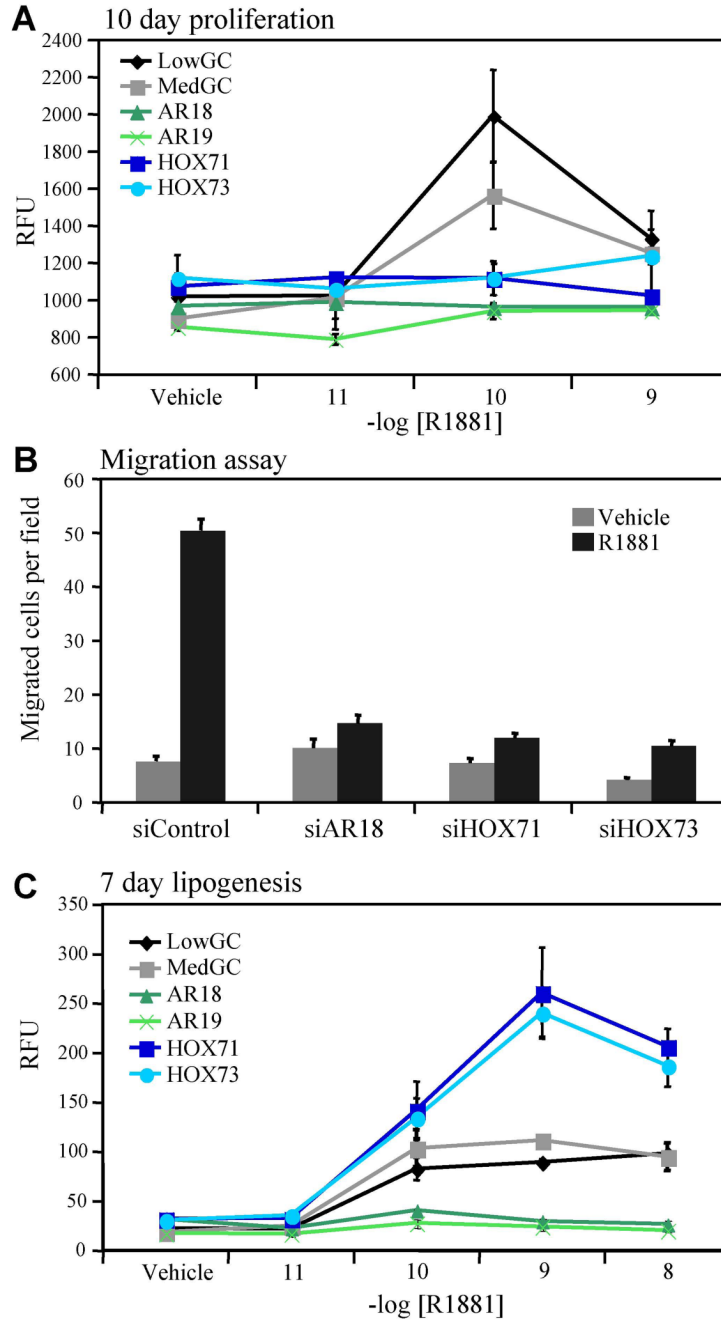 A 10 day proliferation
2400
2200
2000
1800
1600
1400
1200
1000
800
600
RFU
LowGC
MedGC
AR18
AR19
HOX71
HOX73
Vehicle 11 10 9
-log [R1881]
B Migration assay
60
50
40
30
20
10
0
Migrated cells per field
Vehicle
R1881
siControl siAR18 siHOX71 siHOX73
C 7 day lipogenesis
350
300
250
200
150
100
50
0
RFU
LowGC
MedGC
AR18
AR19
HOX71
HOX73
Vehicle 11 10 9 8
-log [R1881]